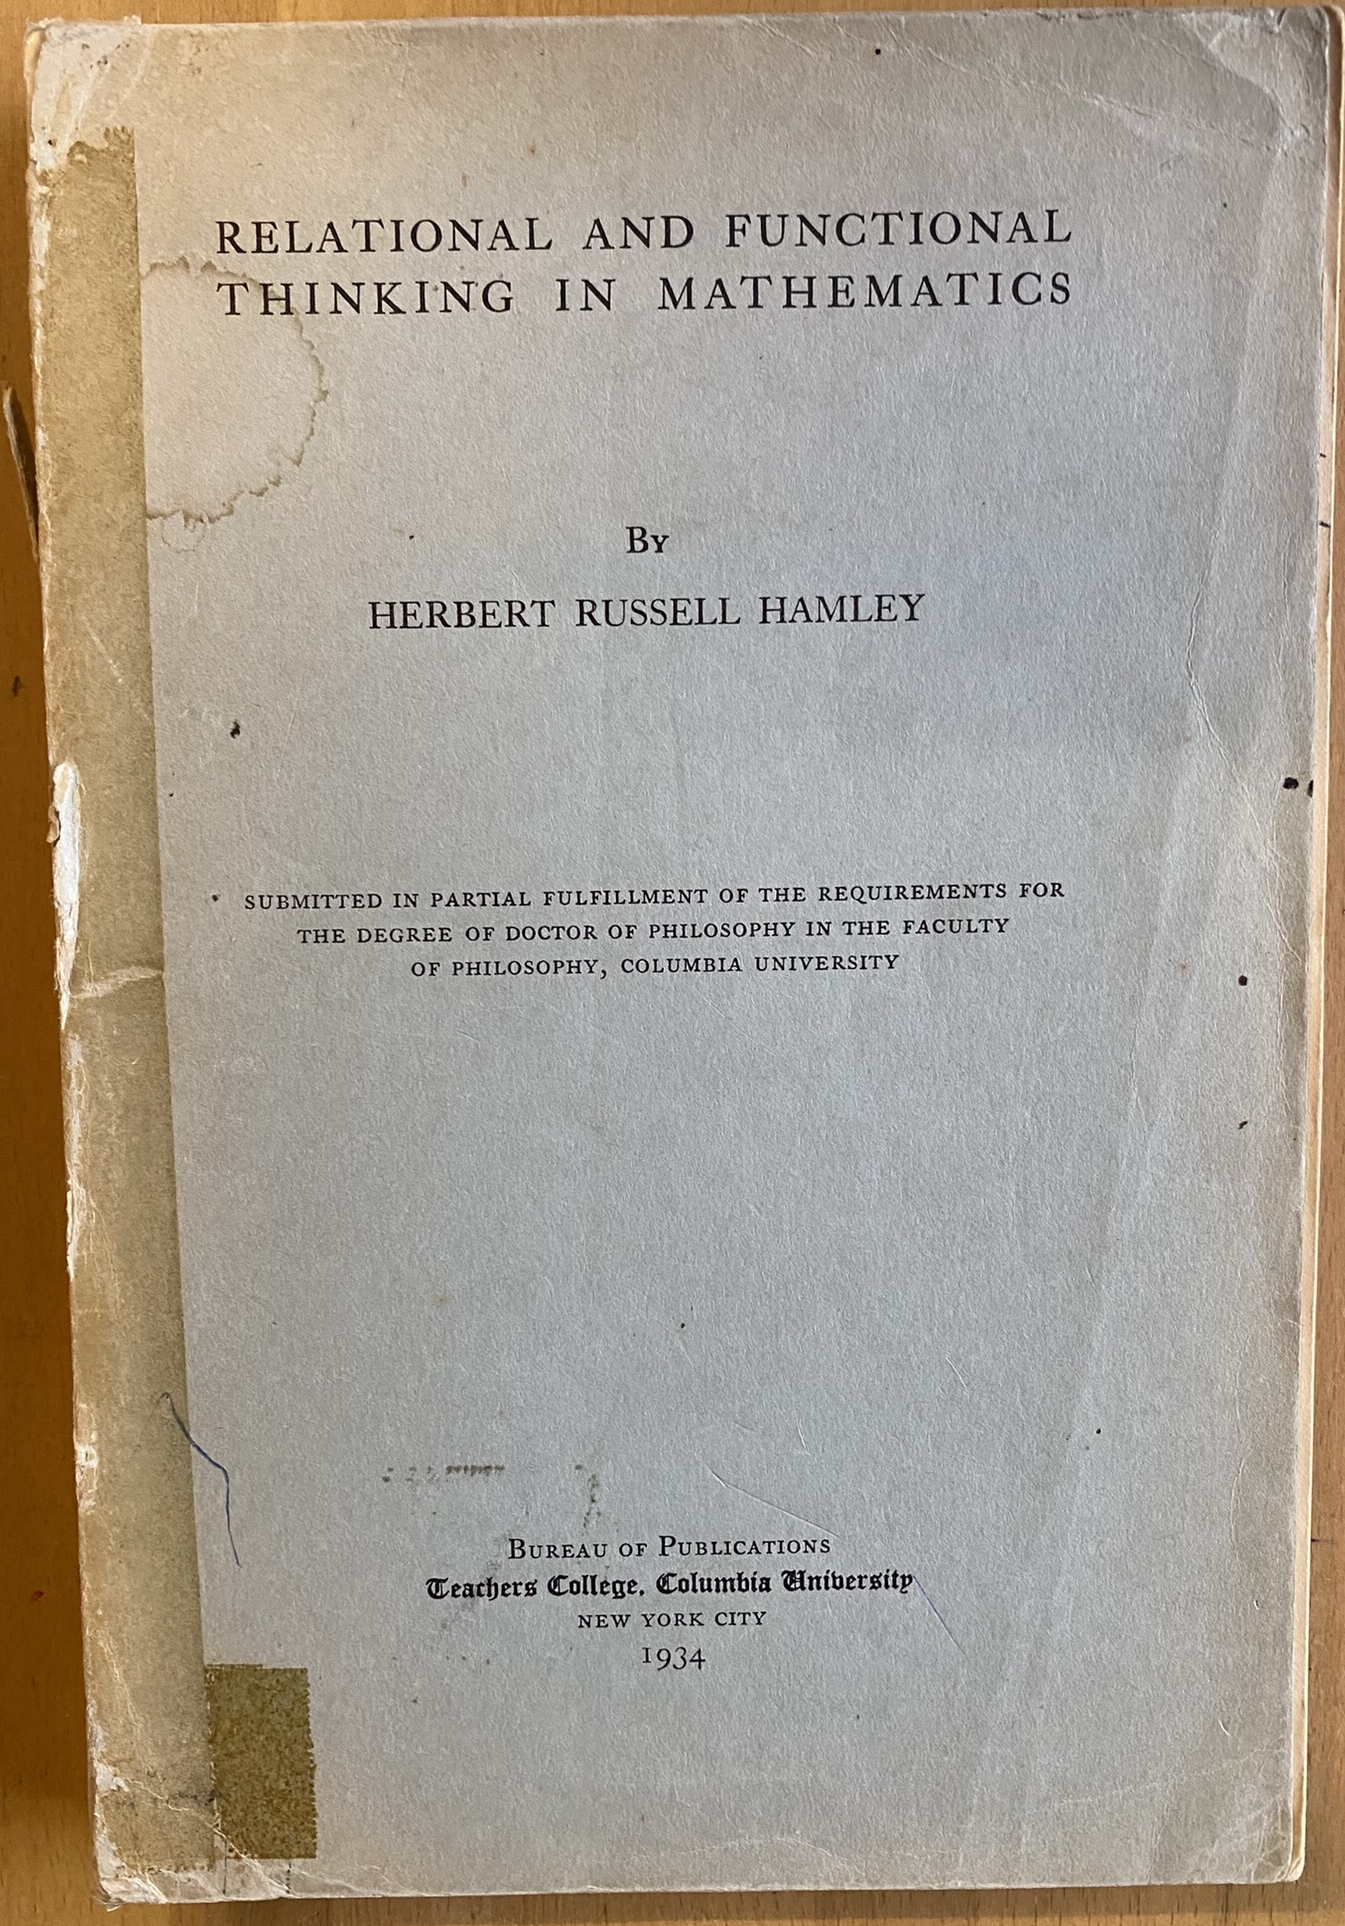 RELATIONAL AND FUNCTIONAL
THINKING IN MATHEMATICS
By
HERBERT RUSSELL HAMLEY
SUBMITTED IN PARTIAL FULFILLMENT OF THE REQUIREMENTS FOR
THE DEGREE OF DOCTOR OF PHILOSOPHY IN THE FACULTY
OF PHILOSOPHY, COLUMBIA UNIVERSITY
Bureau of Publications
Teachers College, Columbia University
NEW YORK CITY
1934